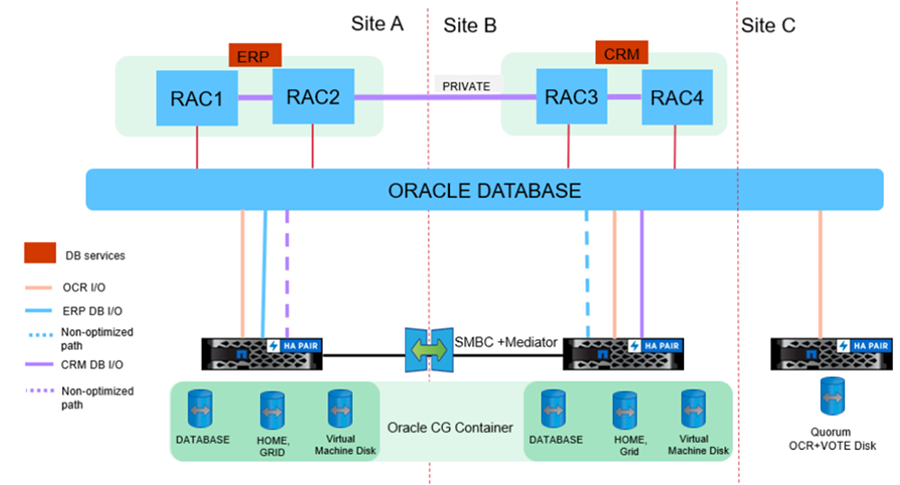 Site A
Site B
Site C
ERP
CRM
RAC1
RAC2
PRIVATE
RAC3
RAC4
ORACLE DATABASE
DB services
OCR I/O
ERP DB I/O
Non-optimized
path
CRM DB I/O
Non-optimized
path
HA PAIR
SMBC +Mediator
HA PAIR
HA PAIR
DATABASE
HOME,
GRID
Virtual
Machine Disk
Oracle CG Container
DATABASE
HOME,
Grid
Virtual
Machine Disk
Quorum
OCR+VOTE Disk